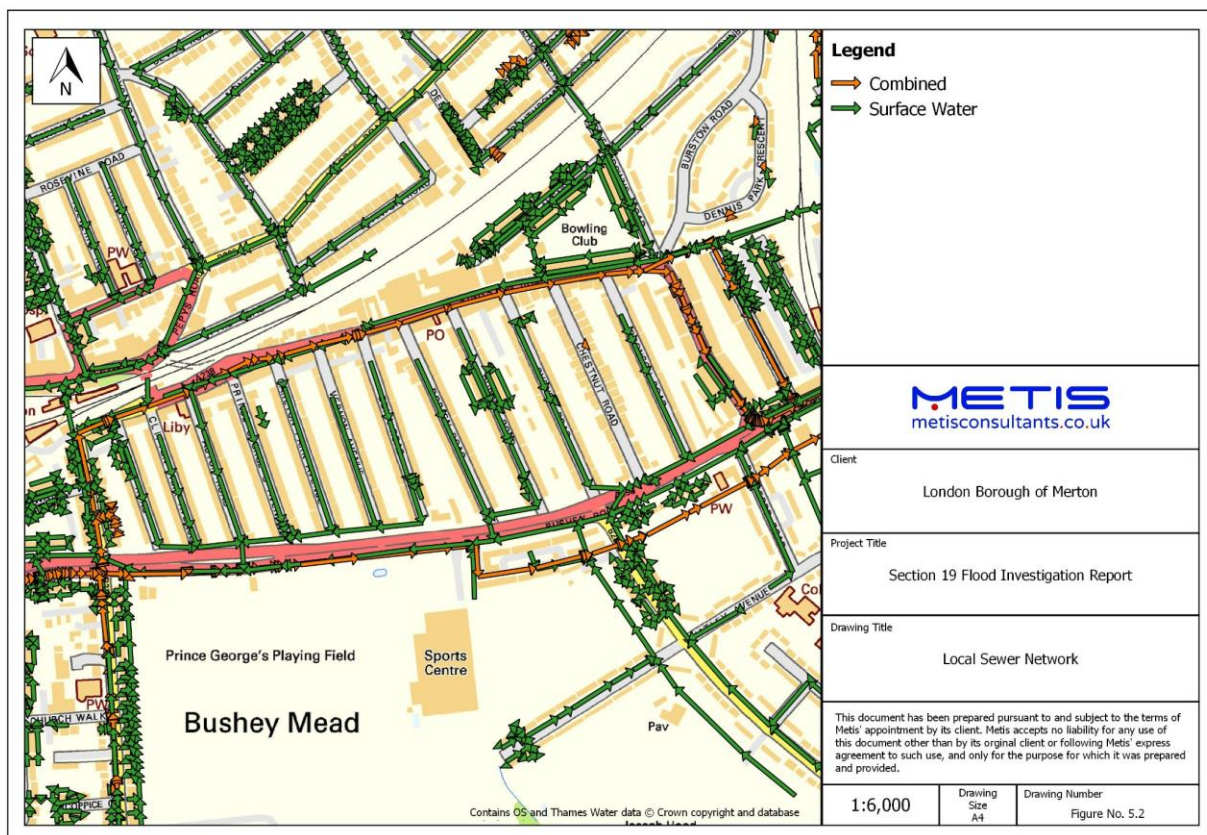 N
ROSEVINE ROAD
PW
BURSTOW ROAD
DENNIS PARK CRESCENT
Bowling
Club
PO
Liby
CHESTNUT ROAD
PW
Prince George's Playing Field
Sports
Centre
Bushey Mead
PW
CHURCH WALK
Pav
Contains OS and Thames Water data © Crown copyright and database
Legend
Combined
Surface Water
METIS
metisconsultants.co.uk
Client
London Borough of Merton
Project Title
Section 19 Flood Investigation Report
Drawing Title
Local Sewer Network
This document has been prepared pursuant to and subject to the terms of
Metis' appointment by its client. Metis accepts no liability for any use of
this document other than by its orginal client or following Metis' express
agreement to such use, and only for the purpose for which it was prepared
and provided.
1:6,000
Drawing
Size
A4
Drawing Number
Figure No. 5.2